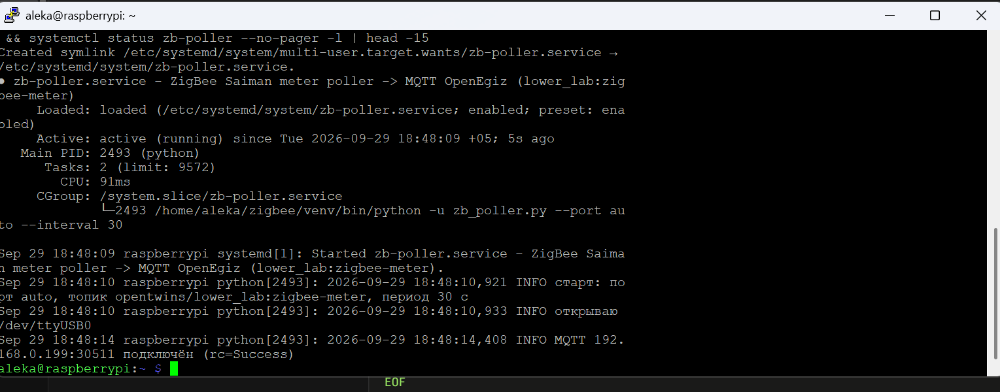 aleka@raspberrypi: ~
 && systemctl status zb-poller --no-pager -l | head -15
Created symlink /etc/systemd/system/multi-user.target.wants/zb-poller.service →
/etc/systemd/system/zb-poller.service.
● zb-poller.service - ZigBee Saiman meter poller -> MQTT OpenEgiz (lower_lab:zig
bee-meter)
     Loaded: loaded (/etc/systemd/system/zb-poller.service; enabled; preset: ena
bled)
     Active: active (running) since Tue 2026-09-29 18:48:09 +05; 5s ago
   Main PID: 2493 (python)
      Tasks: 2 (limit: 9572)
        CPU: 91ms
     CGroup: /system.slice/zb-poller.service
             └─2493 /home/aleka/zigbee/venv/bin/python -u zb_poller.py --port au
to --interval 30
Sep 29 18:48:09 raspberrypi systemd[1]: Started zb-poller.service - ZigBee Saima
n meter poller -> MQTT OpenEgiz (lower_lab:zigbee-meter).
Sep 29 18:48:10 raspberrypi python[2493]: 2026-09-29 18:48:10,921 INFO старт: по
рт auto, топик opentwins/lower_lab:zigbee-meter, период 30 с
Sep 29 18:48:10 raspberrypi python[2493]: 2026-09-29 18:48:10,933 INFO открываю
/dev/ttyUSB0
Sep 29 18:48:14 raspberrypi python[2493]: 2026-09-29 18:48:14,408 INFO MQTT 192.
168.0.199:30511 подключён (rc=Success)
aleka@raspberrypi:~ $
EOF